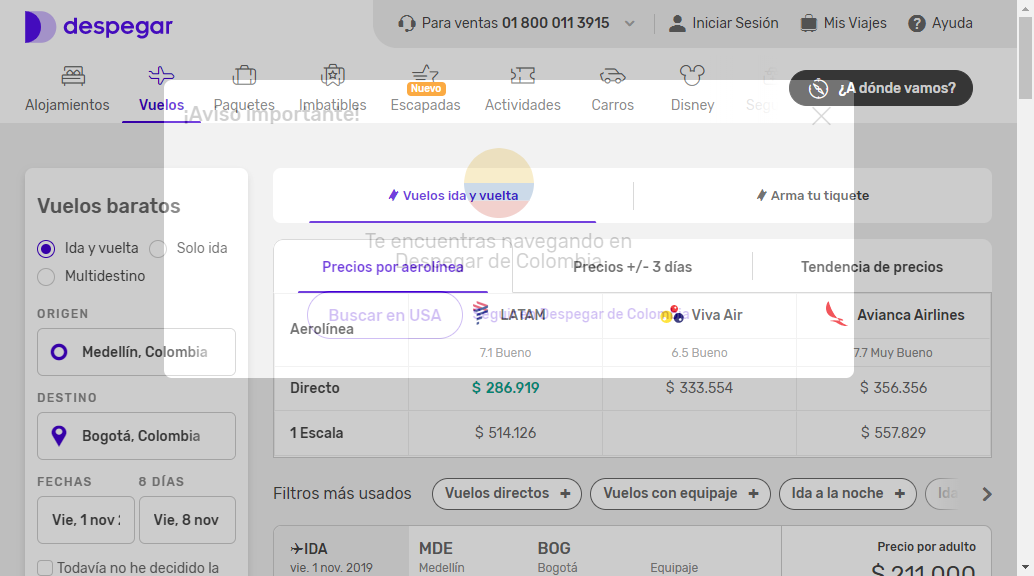 despegar
Para ventas 01 800 011 3915
Iniciar Sesión
Mis Viajes
Ayuda
Nuevo
Alojamientos
Vuelos
Paquetes
Imbatibles
Escapadas
Actividades
Carros
Disney
¿A dónde vamos?
¡Aviso importante!
Te encuentras navegando en
Despegar de Colombia
Buscar en USA
Seguir en Despegar de Colombia
Vuelos baratos
Ida y vuelta
Solo ida
Multidestino
ORIGEN
Medellín, Colombia
DESTINO
Bogotá, Colombia
FECHAS
8 DÍAS
Vie, 1 nov
Vie, 8 nov
Todavía no he decidido la
Vuelos ida y vuelta
Arma tu tiquete
Precios por aerolínea
Precios +/- 3 días
Tendencia de precios
Aerolínea
LATAM
Viva Air
Avianca Airlines
7.1 Bueno
6.5 Bueno
7.7 Muy Bueno
Directo
$ 286.919
$ 333.554
$ 356.356
1 Escala
$ 514.126
$ 557.829
Filtros más usados
Vuelos directos +
Vuelos con equipaje +
Ida a la noche +
Ida
IDA
MDE
BOG
Precio por adulto
vie. 1 nov. 2019
Medellín
Bogotá
Equipaje
$ 211.000